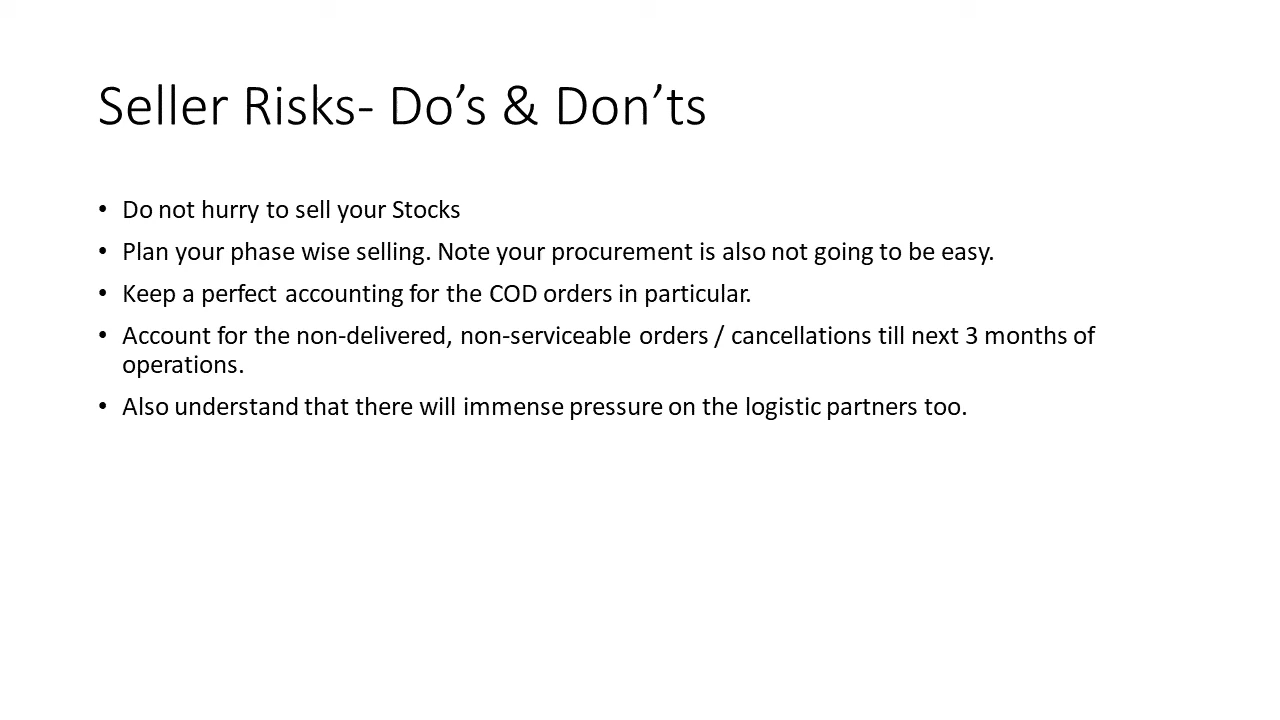 Seller Risks- Do’s & Don’ts
• Do not hurry to sell your Stocks
• Plan your phase wise selling. Note your procurement is also not going to be easy.
• Keep a perfect accounting for the COD orders in particular.
• Account for the non-delivered, non-serviceable orders / cancellations till next 3 months of
operations.
• Also understand that there will immense pressure on the logistic partners too.